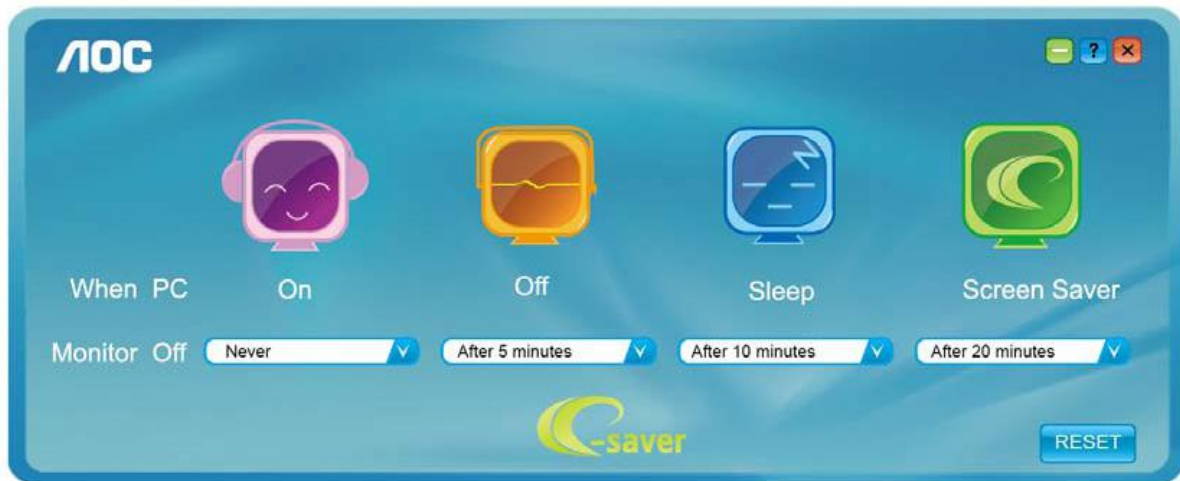 AOC
?
When PC On Off Sleep Screen Saver
Monitor Off Never After 5 minutes After 10 minutes After 20 minutes
e-saver
RESET